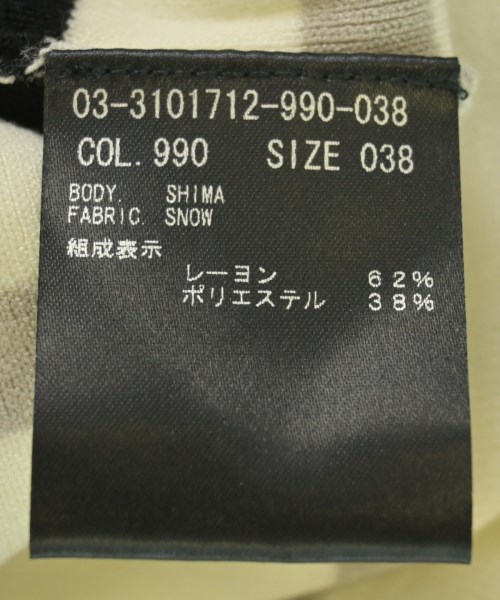 03-3101712-990-038
COL. 990 SIZE 038
BODY. SHIMA
FABRIC. SNOW
組成表示
レーヨン 62%
ポリエステル 38%